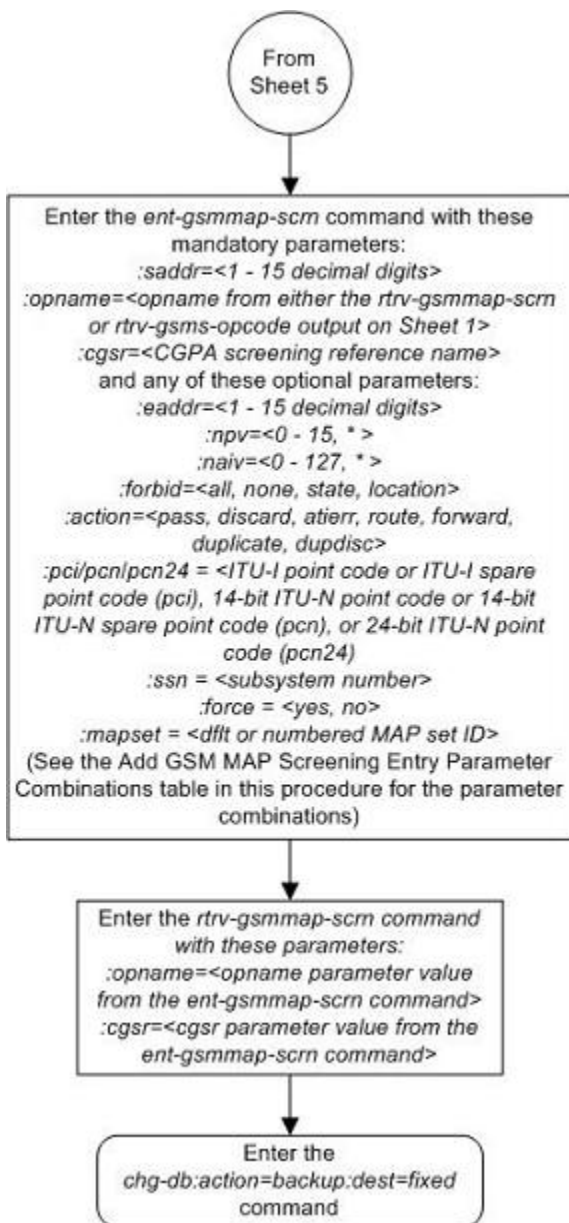 From
Sheet 5
Enter the ent-gsmmap-scrn command with these
mandatory parameters:
:saddr=<1 - 15 decimal digits>
:opname=<opname from either the rtrv-gsmmap-scrn
or rtrv-gsms-opcode output on Sheet 1>
:cgsr=<CGPA screening reference name>
and any of these optional parameters:
:eaddr=<1 - 15 decimal digits>
:npv=<0 - 15, * >
:naiv=<0 - 127, * >
:forbid=<all, none, state, location>
:action=<pass, discard, atierr, route, forward,
duplicate, dupdisc>
:pci/pcn/pcn24 = <ITU-I point code or ITU-I spare
point code (pci), 14-bit ITU-N point code or 14-bit
ITU-N spare point code (pcn), or 24-bit ITU-N point
code (pcn24)
:ssn = <subsystem number>
:force = <yes, no>
:mapset = <dflt or numbered MAP set ID>
(See the Add GSM MAP Screening Entry Parameter
Combinations table in this procedure for the parameter
combinations)
Enter the rtrv-gsmmap-scrn command
with these parameters:
:opname=<opname parameter value
from the ent-gsmmap-scrn command>
:cgsr=<cgsr parameter value from the
ent-gsmmap-scrn command>
Enter the
chg-db:action=backup:dest=fixed
command